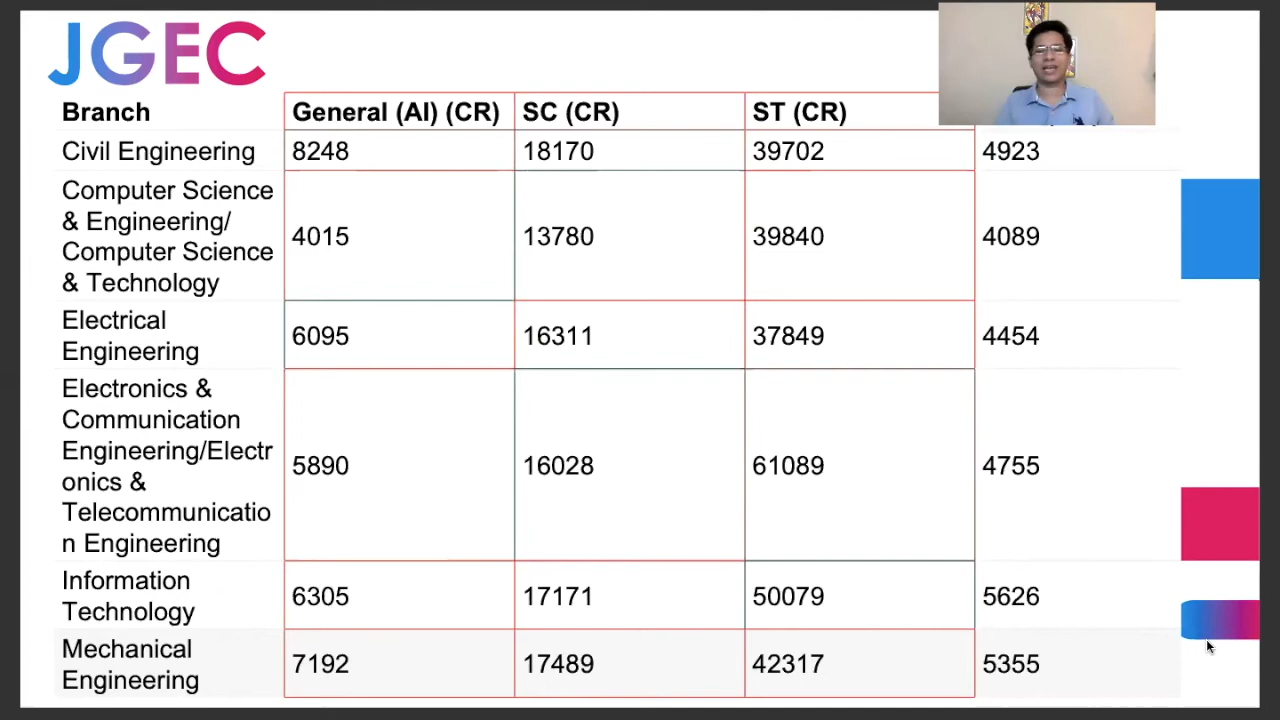 JGEC
Branch General (AI) (CR) SC (CR) ST (CR)
Civil Engineering 8248 18170 39702 4923
Computer Science
& Engineering/
Computer Science
& Technology
4015 13780 39840 4089
Electrical
Engineering
6095 16311 37849 4454
Electronics &
Communication
Engineering/Electr
onics &
Telecommunicatio
n Engineering
5890 16028 61089 4755
Information
Technology
6305 17171 50079 5626
Mechanical
Engineering
7192 17489 42317 5355